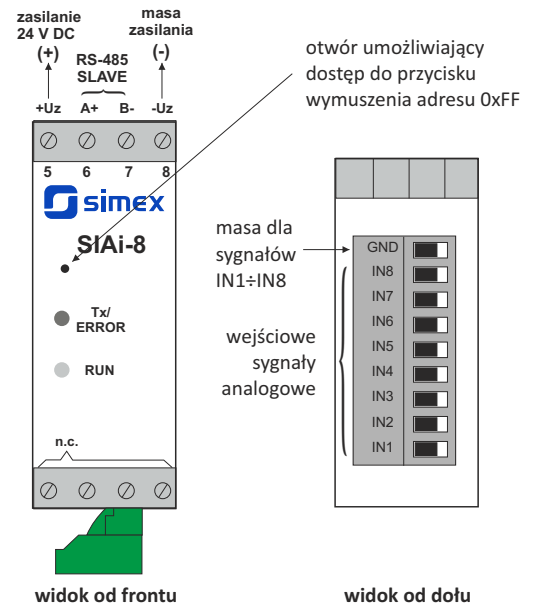 zasilanie
24 V DC
(+)
masa
zasilania
(-)
RS-485
SLAVE
+Uz A+ B- -Uz
5 6 7 8
simex
SIAi-8
Tx/
ERROR
RUN
n.c.
widok od frontu
otwór umożliwiający
dostęp do przycisku
wymuszenia adresu 0xFF
masa dla
sygnałów
IN1÷IN8
wejściowe
sygnały
analogowe
GND
IN8
IN7
IN6
IN5
IN4
IN3
IN2
IN1
widok od dołu